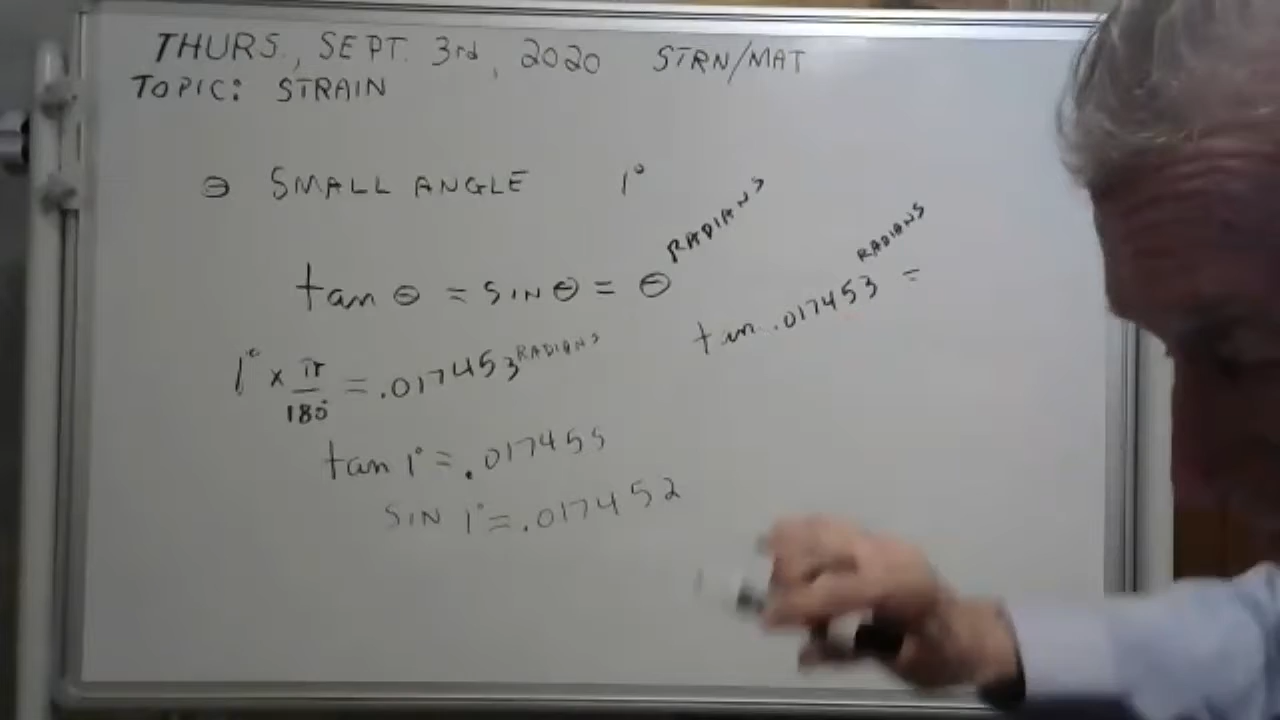 THURS., SEPT. 3rd, 2020 STRN/MAT
TOPIC: STRAIN
Θ SMALL ANGLE 1°
tan Θ = SIN Θ = Θ RADIANS
1° x π/180° = .017453 RADIANS
tan 1° = .017455
SIN 1° = .017452
tan .017453 RADIANS =